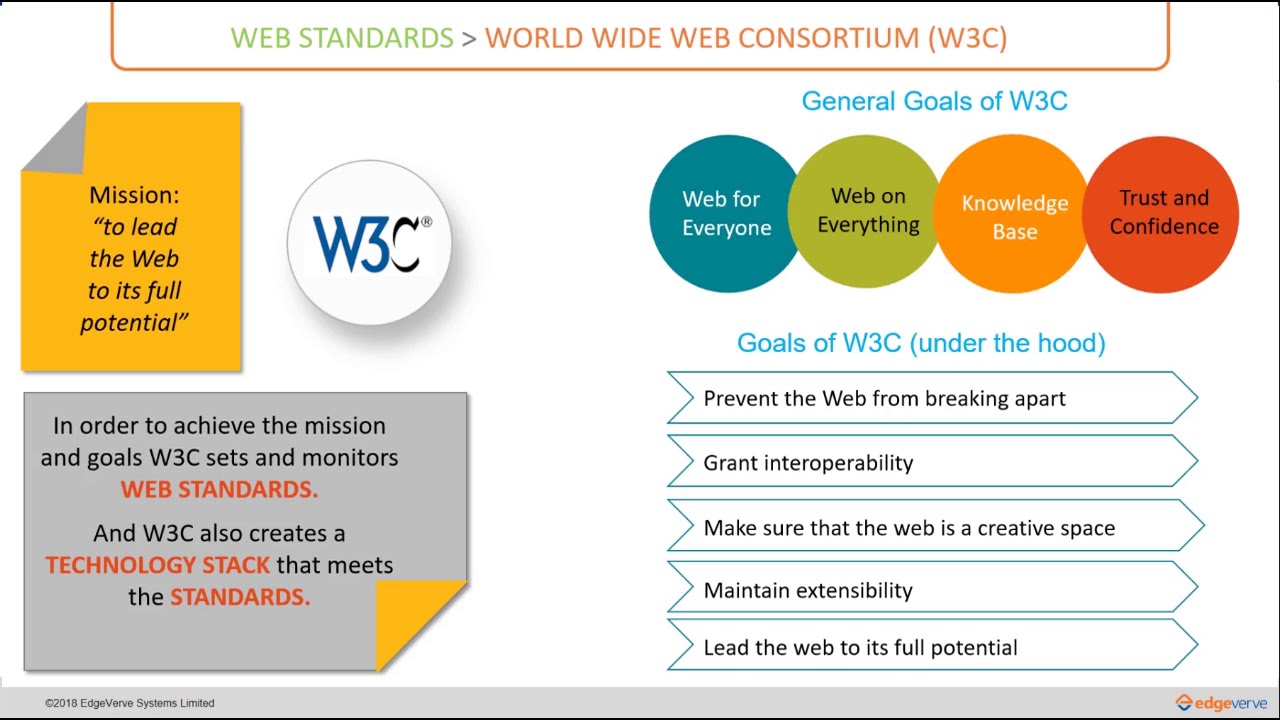 WEB STANDARDS > WORLD WIDE WEB CONSORTIUM (W3C)
Mission:
“to lead
the Web
to its full
potential”
W3C®
In order to achieve the mission
and goals W3C sets and monitors
WEB STANDARDS.
And W3C also creates a
TECHNOLOGY STACK that meets
the STANDARDS.
General Goals of W3C
Web for
Everyone
Web on
Everything
Knowledge
Base
Trust and
Confidence
Goals of W3C (under the hood)
Prevent the Web from breaking apart
Grant interoperability
Make sure that the web is a creative space
Maintain extensibility
Lead the web to its full potential
©2018 EdgeVerve Systems Limited
edgeverve